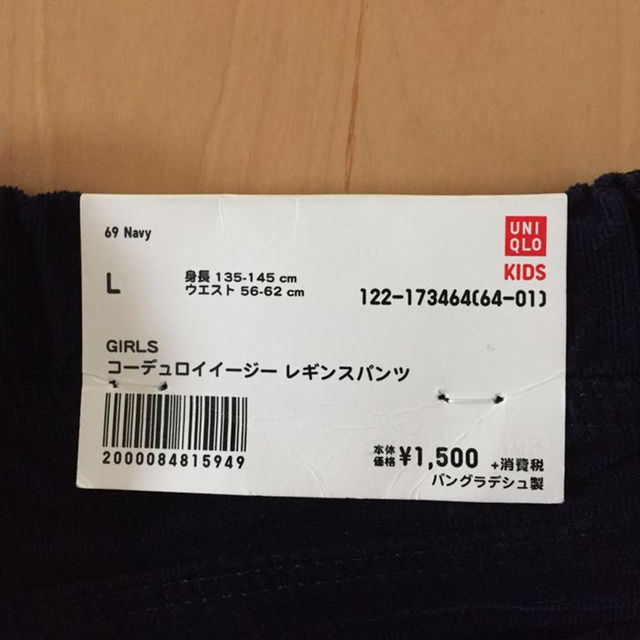 69 Navy
UNI
QLO
KIDS
L
身長 135-145 cm
ウエスト 56-62 cm
122-173464(64-01)
GIRLS
コーデュロイイージー レギンスパンツ
2000084815949
本体
価格 ¥1,500 +消費税
バングラデシュ製